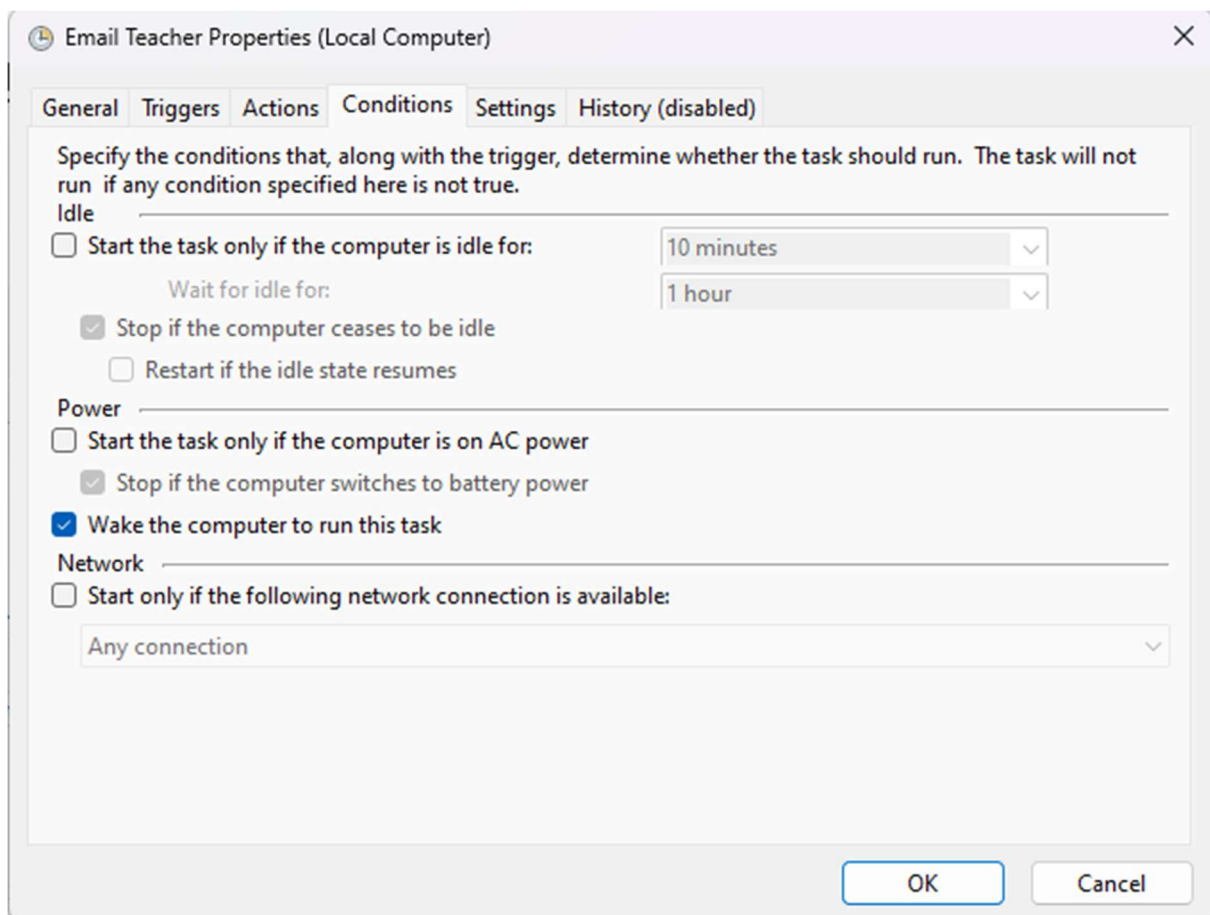 Email Teacher Properties (Local Computer)
General Triggers Actions Conditions Settings History (disabled)
Specify the conditions that, along with the trigger, determine whether the task should run.  The task will not
run  if any condition specified here is not true.
Idle
Start the task only if the computer is idle for: 10 minutes
Wait for idle for: 1 hour
Stop if the computer ceases to be idle
Restart if the idle state resumes
Power
Start the task only if the computer is on AC power
Stop if the computer switches to battery power
Wake the computer to run this task
Network
Start only if the following network connection is available:
Any connection
OK Cancel